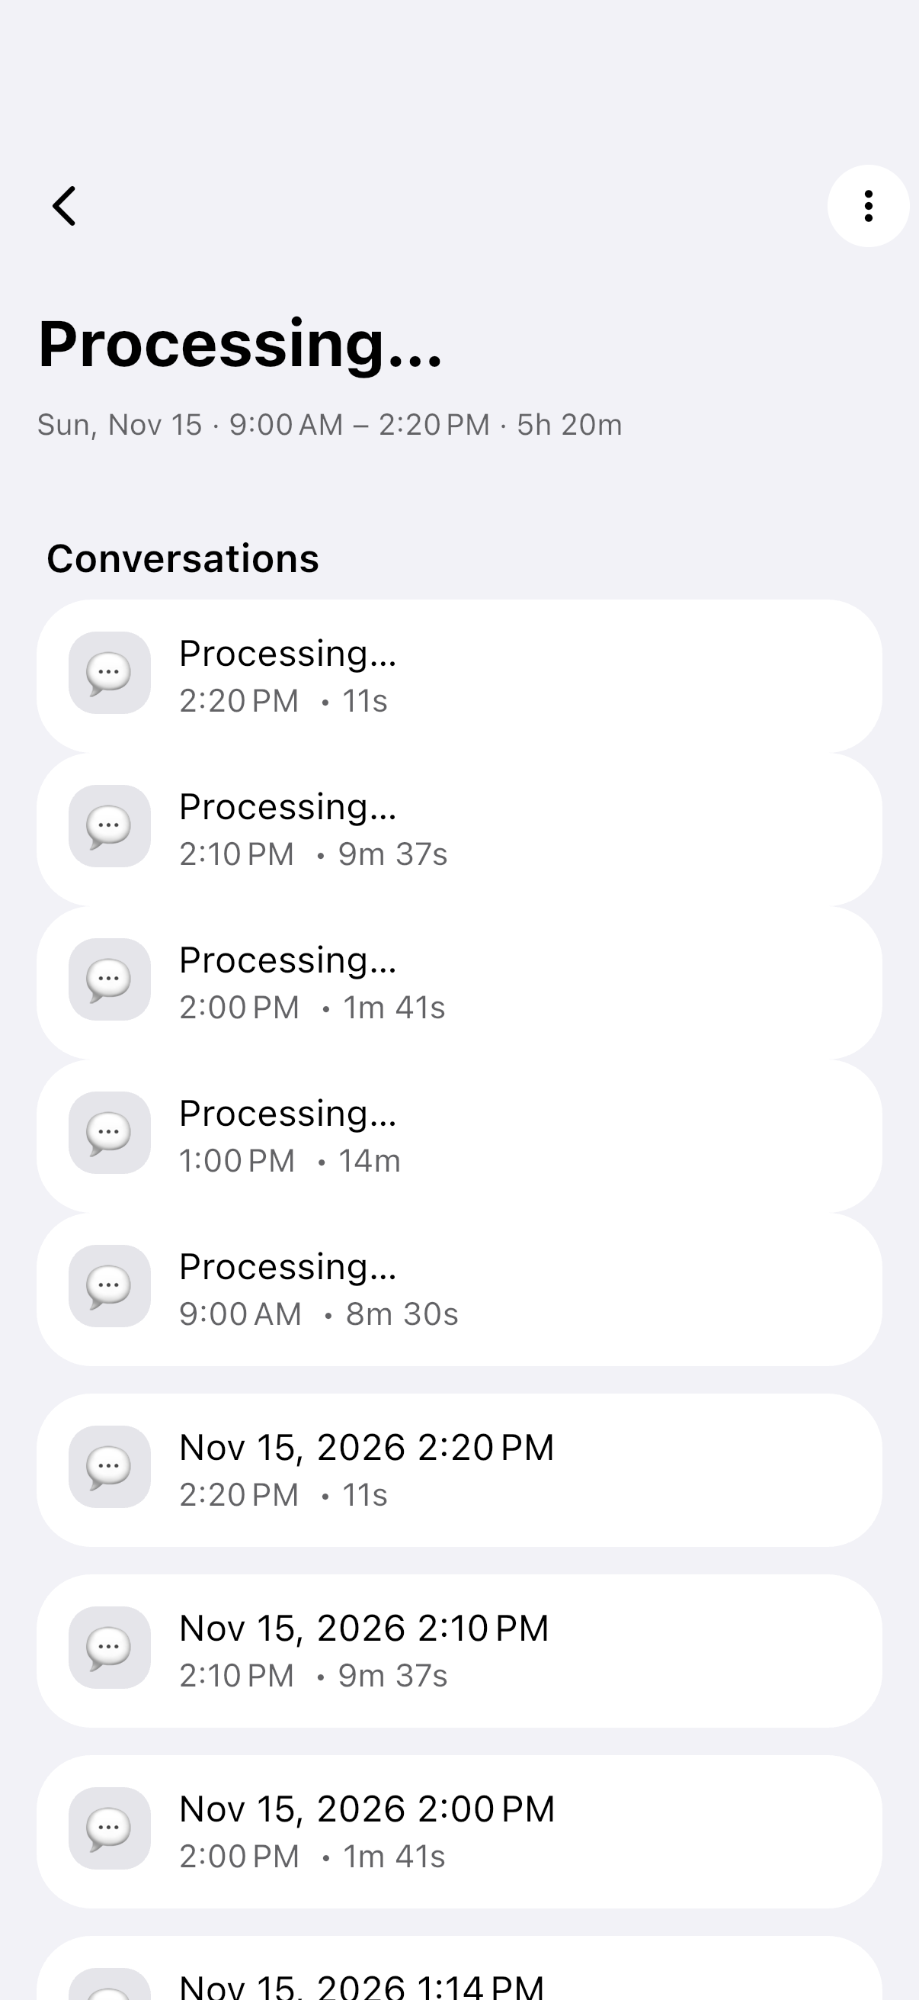 Processing...
Sun, Nov 15 · 9:00 AM – 2:20 PM · 5h 20m
Conversations
Processing...
2:20 PM • 11s
Processing...
2:10 PM • 9m 37s
Processing...
2:00 PM • 1m 41s
Processing...
1:00 PM • 14m
Processing...
9:00 AM • 8m 30s
Nov 15, 2026 2:20 PM
2:20 PM • 11s
Nov 15, 2026 2:10 PM
2:10 PM • 9m 37s
Nov 15, 2026 2:00 PM
2:00 PM • 1m 41s
Nov 15, 2026 1:14 PM